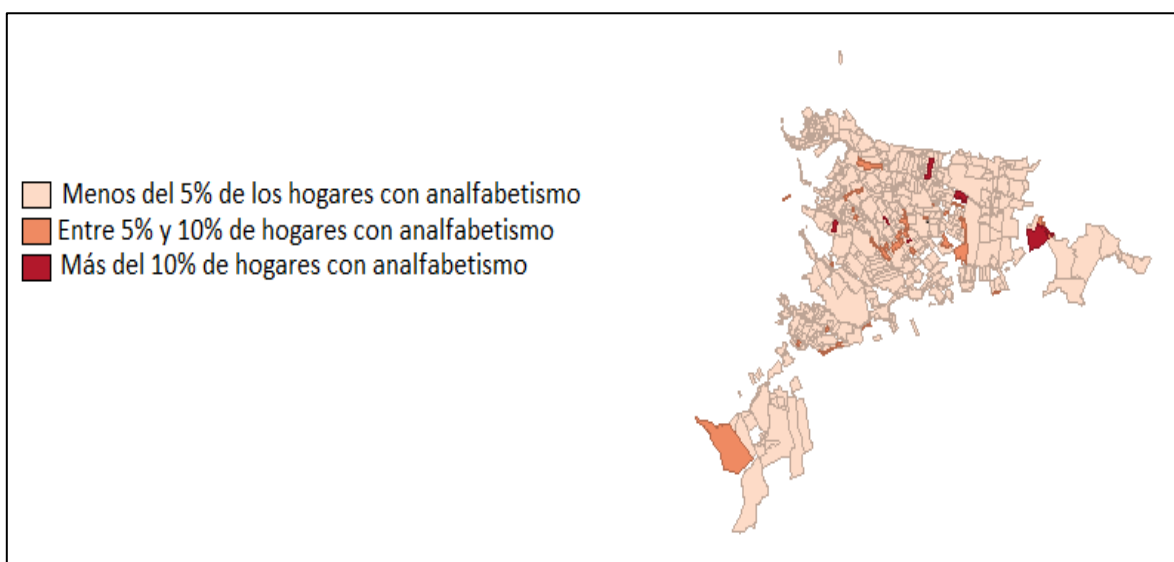 Menos del 5% de los hogares con analfabetismo
Entre 5% y 10% de hogares con analfabetismo
Más del 10% de hogares con analfabetismo